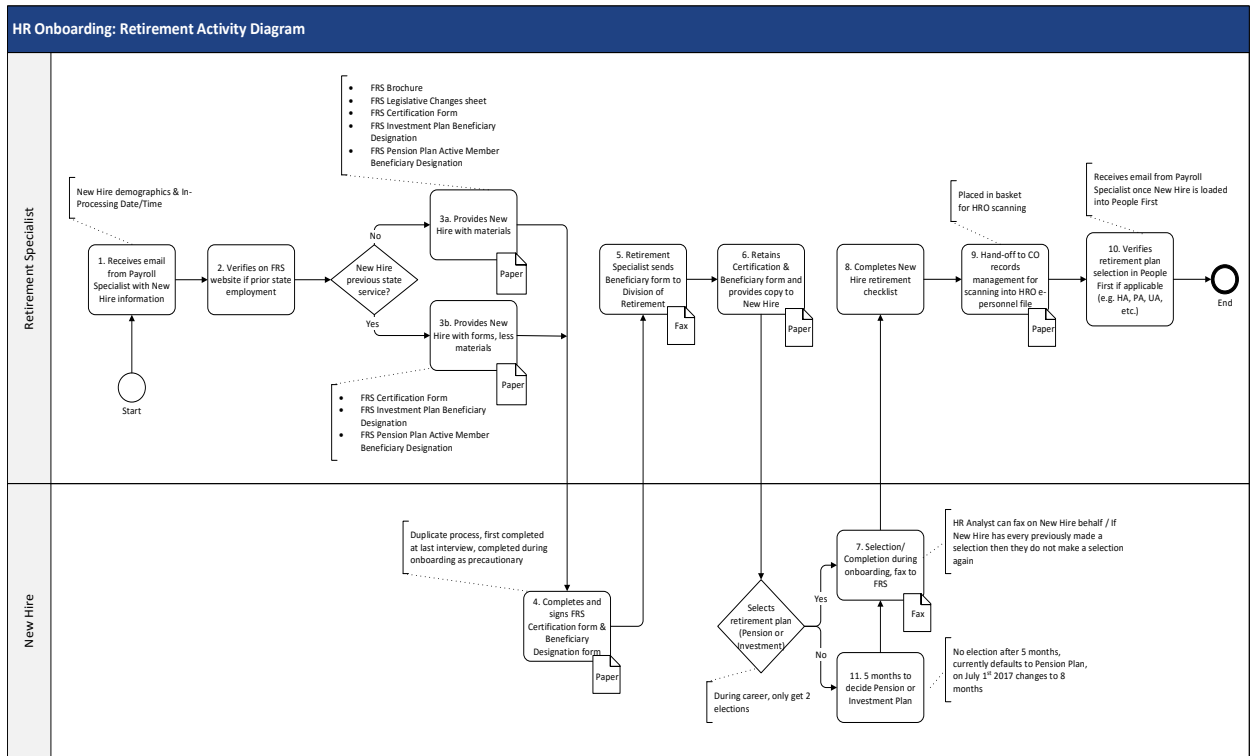 HR Onboarding: Retirement Activity Diagram
Retirement Specialist
New Hire demographics & In-
Processing Date/Time
1. Receives email
from Payroll
Specialist with New
Hire information
Start
2. Verifies on FRS
website if prior state
employment
New Hire
previous state
service?
No
Yes
• FRS Brochure
• FRS Legislative Changes sheet
• FRS Certification Form
• FRS Investment Plan Beneficiary
Designation
• FRS Pension Plan Active Member
Beneficiary Designation
3a. Provides New
Hire with materials
Paper
3b. Provides New
Hire with forms, less
materials
Paper
• FRS Certification Form
• FRS Investment Plan Beneficiary
Designation
• FRS Pension Plan Active Member
Beneficiary Designation
5. Retirement
Specialist sends
Beneficiary form to
Division of
Retirement
Fax
6. Retains
Certification &
Beneficiary form and
provides copy to
New Hire
Paper
8. Completes New
Hire retirement
checklist
Placed in basket
for HRO scanning
9. Hand-off to CO
records
management for
scanning into HRO e-
personnel file
Paper
Receives email from Payroll
Specialist once New Hire is loaded
into People First
10. Verifies
retirement plan
selection in People
First if applicable
(e.g. HA, PA, UA,
etc.)
End
New Hire
Duplicate process, first completed
at last interview, completed during
onboarding as precautionary
4. Completes and
signs FRS
Certification form &
Beneficiary
Designation form
Paper
Selects
retirement plan
(Pension or
Investment)
Yes
No
During career, only get 2
elections
7. Selection/
Completion during
onboarding, fax to
FRS
Fax
HR Analyst can fax on New Hire behalf / If
New Hire has every previously made a
selection then they do not make a selection
again
11. 5 months to
decide Pension or
Investment Plan
No election after 5 months,
currently defaults to Pension Plan,
on July 1st 2017 changes to 8
months